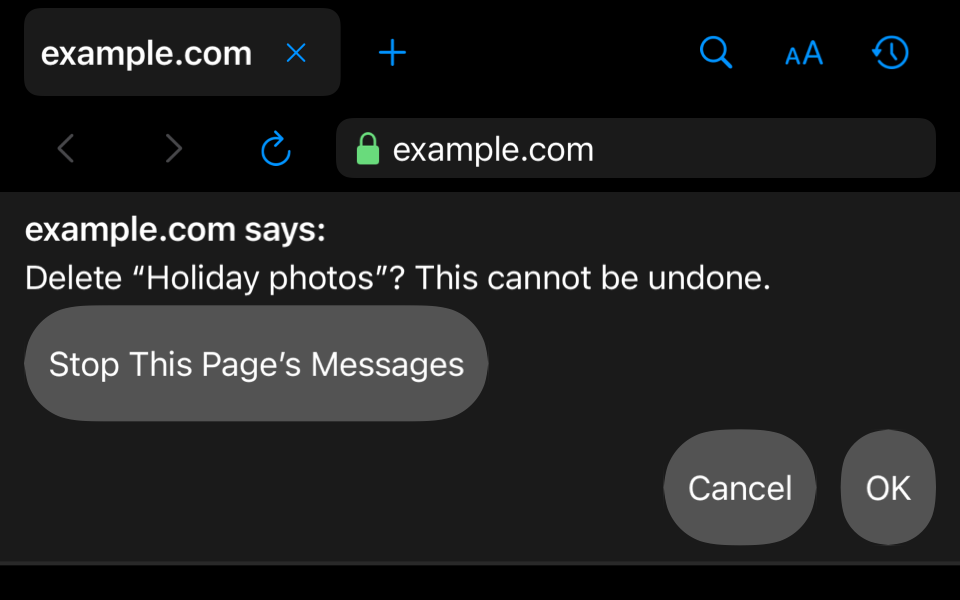 example.com
AA
example.com
example.com says:
Delete “Holiday photos”? This cannot be undone.
Stop This Page’s Messages
Cancel OK